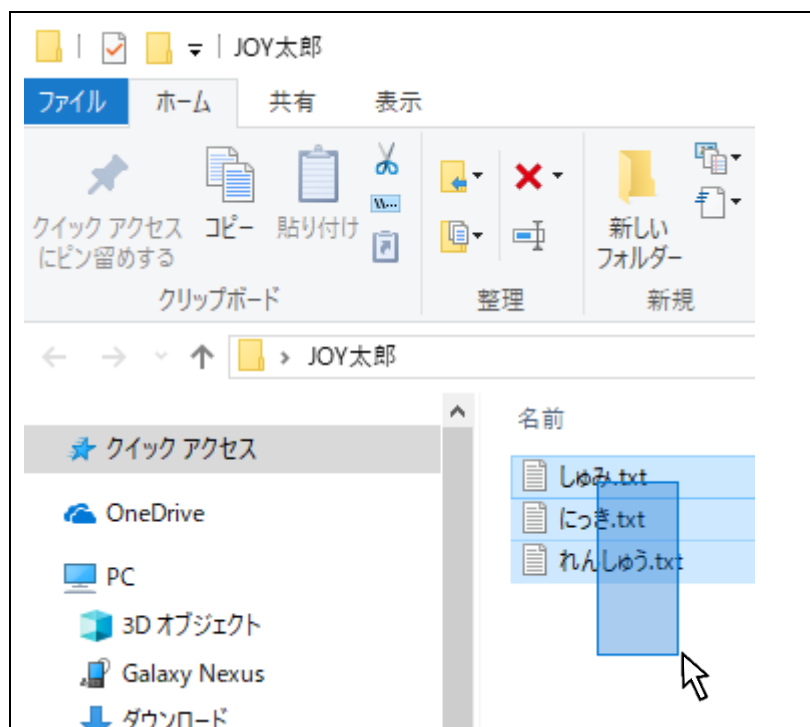 JOY太郎
ファイル ホーム 共有 表示
クイック アクセス
にピン留めする
コピー
貼り付け
新しい
フォルダー
クリップボード 整理 新規
JOY太郎
名前
クイック アクセス
しゅみ.txt
OneDrive
にっき.txt
れんしゅう.txt
PC
3D オブジェクト
Galaxy Nexus
ダウンロード